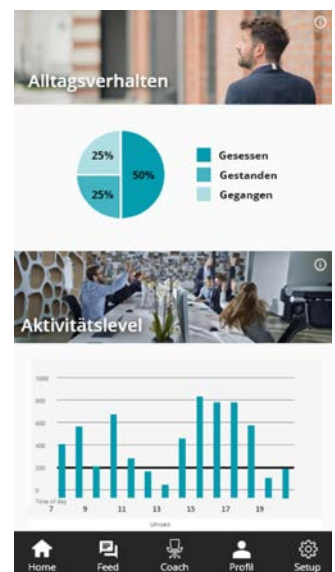 Alltagsverhalten
25%
50%
25%
Gesessen
Gestanden
Gegangen
Aktivitätslevel
1000
800
600
400
200
0
Time of day
7 9 11 13 15 17 19
Uhrzeit
Home Feed Coach Profil Setup